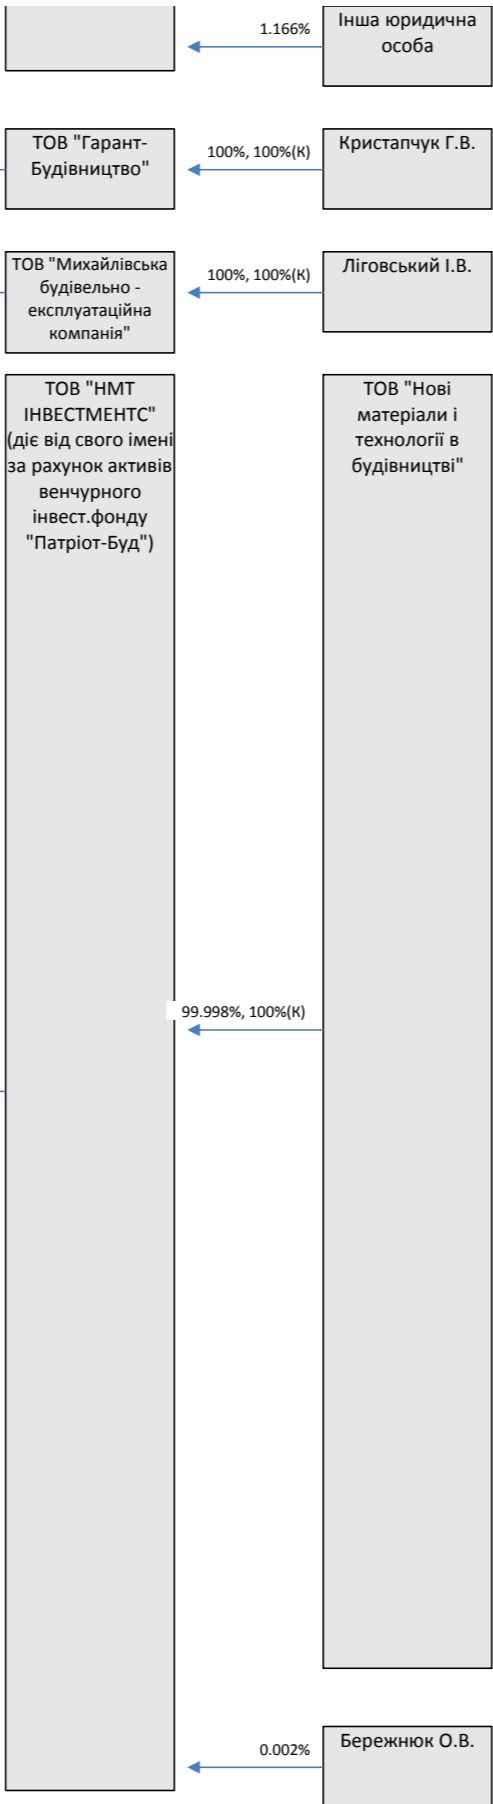 1.166%
Інша юридична
особа
ТОВ "Гарант-
Будівництво"
100%, 100%(К)
Кристапчук Г.В.
ТОВ "Михайлівська
будівельно -
експлуатаційна
компанія"
100%, 100%(К)
Ліговський І.В.
ТОВ "НМТ
ІНВЕСТМЕНТС"
(діє від свого імені
за рахунок активів
венчурного
інвест.фонду
"Патріот-Буд")
ТОВ "Нові
матеріали і
технології в
будівництві"
99.998%, 100%(К)
0.002%
Бережнюк О.В.